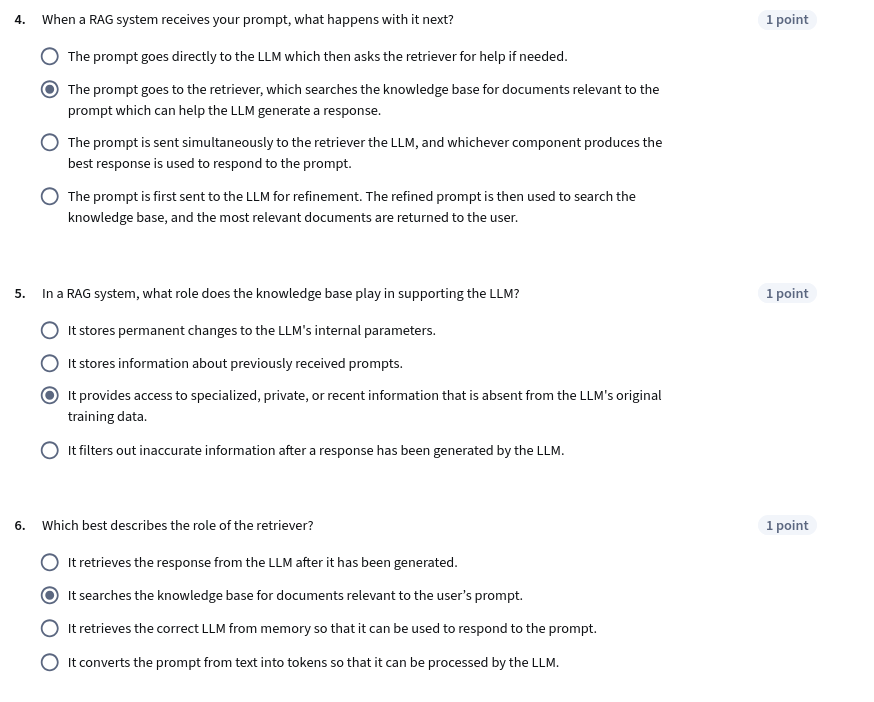 4. When a RAG system receives your prompt, what happens with it next? 1 point
The prompt goes directly to the LLM which then asks the retriever for help if needed.
The prompt goes to the retriever, which searches the knowledge base for documents relevant to the
prompt which can help the LLM generate a response.
The prompt is sent simultaneously to the retriever the LLM, and whichever component produces the
best response is used to respond to the prompt.
The prompt is first sent to the LLM for refinement. The refined prompt is then used to search the
knowledge base, and the most relevant documents are returned to the user.
5. In a RAG system, what role does the knowledge base play in supporting the LLM? 1 point
It stores permanent changes to the LLM's internal parameters.
It stores information about previously received prompts.
It provides access to specialized, private, or recent information that is absent from the LLM's original
training data.
It filters out inaccurate information after a response has been generated by the LLM.
6. Which best describes the role of the retriever? 1 point
It retrieves the response from the LLM after it has been generated.
It searches the knowledge base for documents relevant to the user’s prompt.
It retrieves the correct LLM from memory so that it can be used to respond to the prompt.
It converts the prompt from text into tokens so that it can be processed by the LLM.